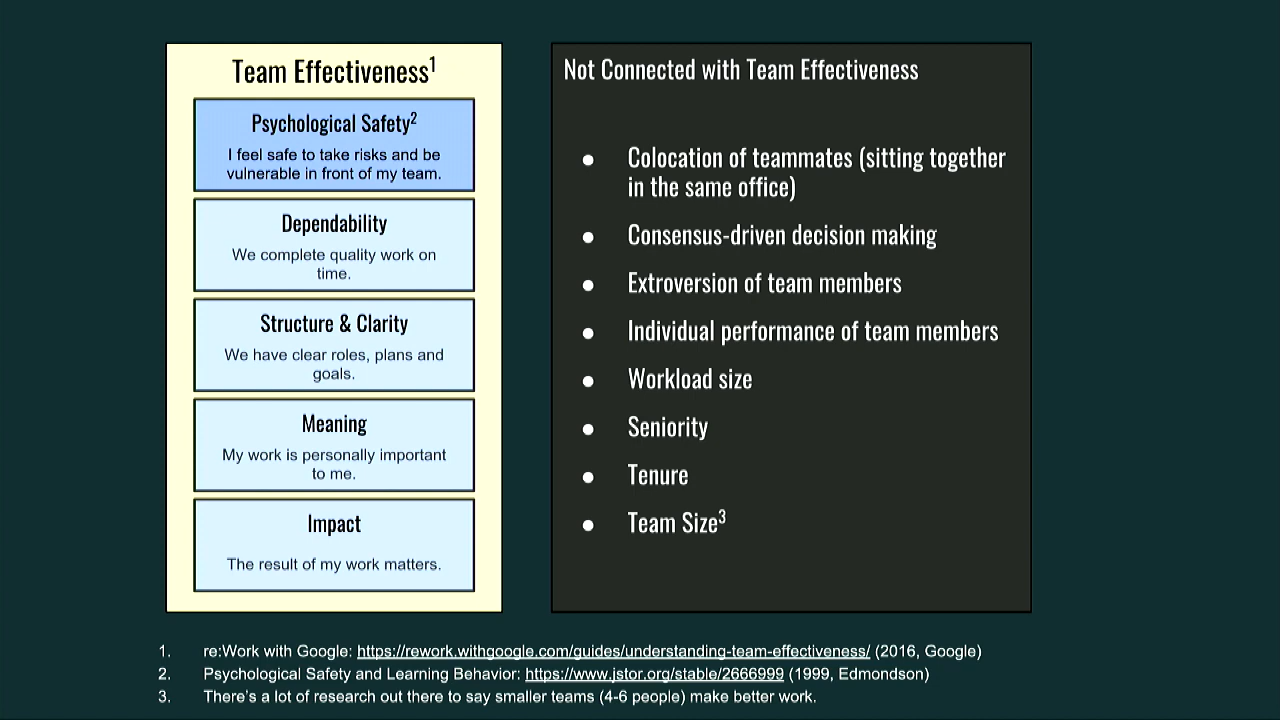 Team Effectiveness1
Psychological Safety2
I feel safe to take risks and be
vulnerable in front of my team.
Dependability
We complete quality work on
time.
Structure & Clarity
We have clear roles, plans and
goals.
Meaning
My work is personally important
to me.
Impact
The result of my work matters.
Not Connected with Team Effectiveness
● Colocation of teammates (sitting together
in the same office)
● Consensus-driven decision making
● Extroversion of team members
● Individual performance of team members
● Workload size
● Seniority
● Tenure
● Team Size3
1. re:Work with Google: https://rework.withgoogle.com/guides/understanding-team-effectiveness/ (2016, Google)
2. Psychological Safety and Learning Behavior: https://www.jstor.org/stable/2666999 (1999, Edmondson)
3. There's a lot of research out there to say smaller teams (4-6 people) make better work.